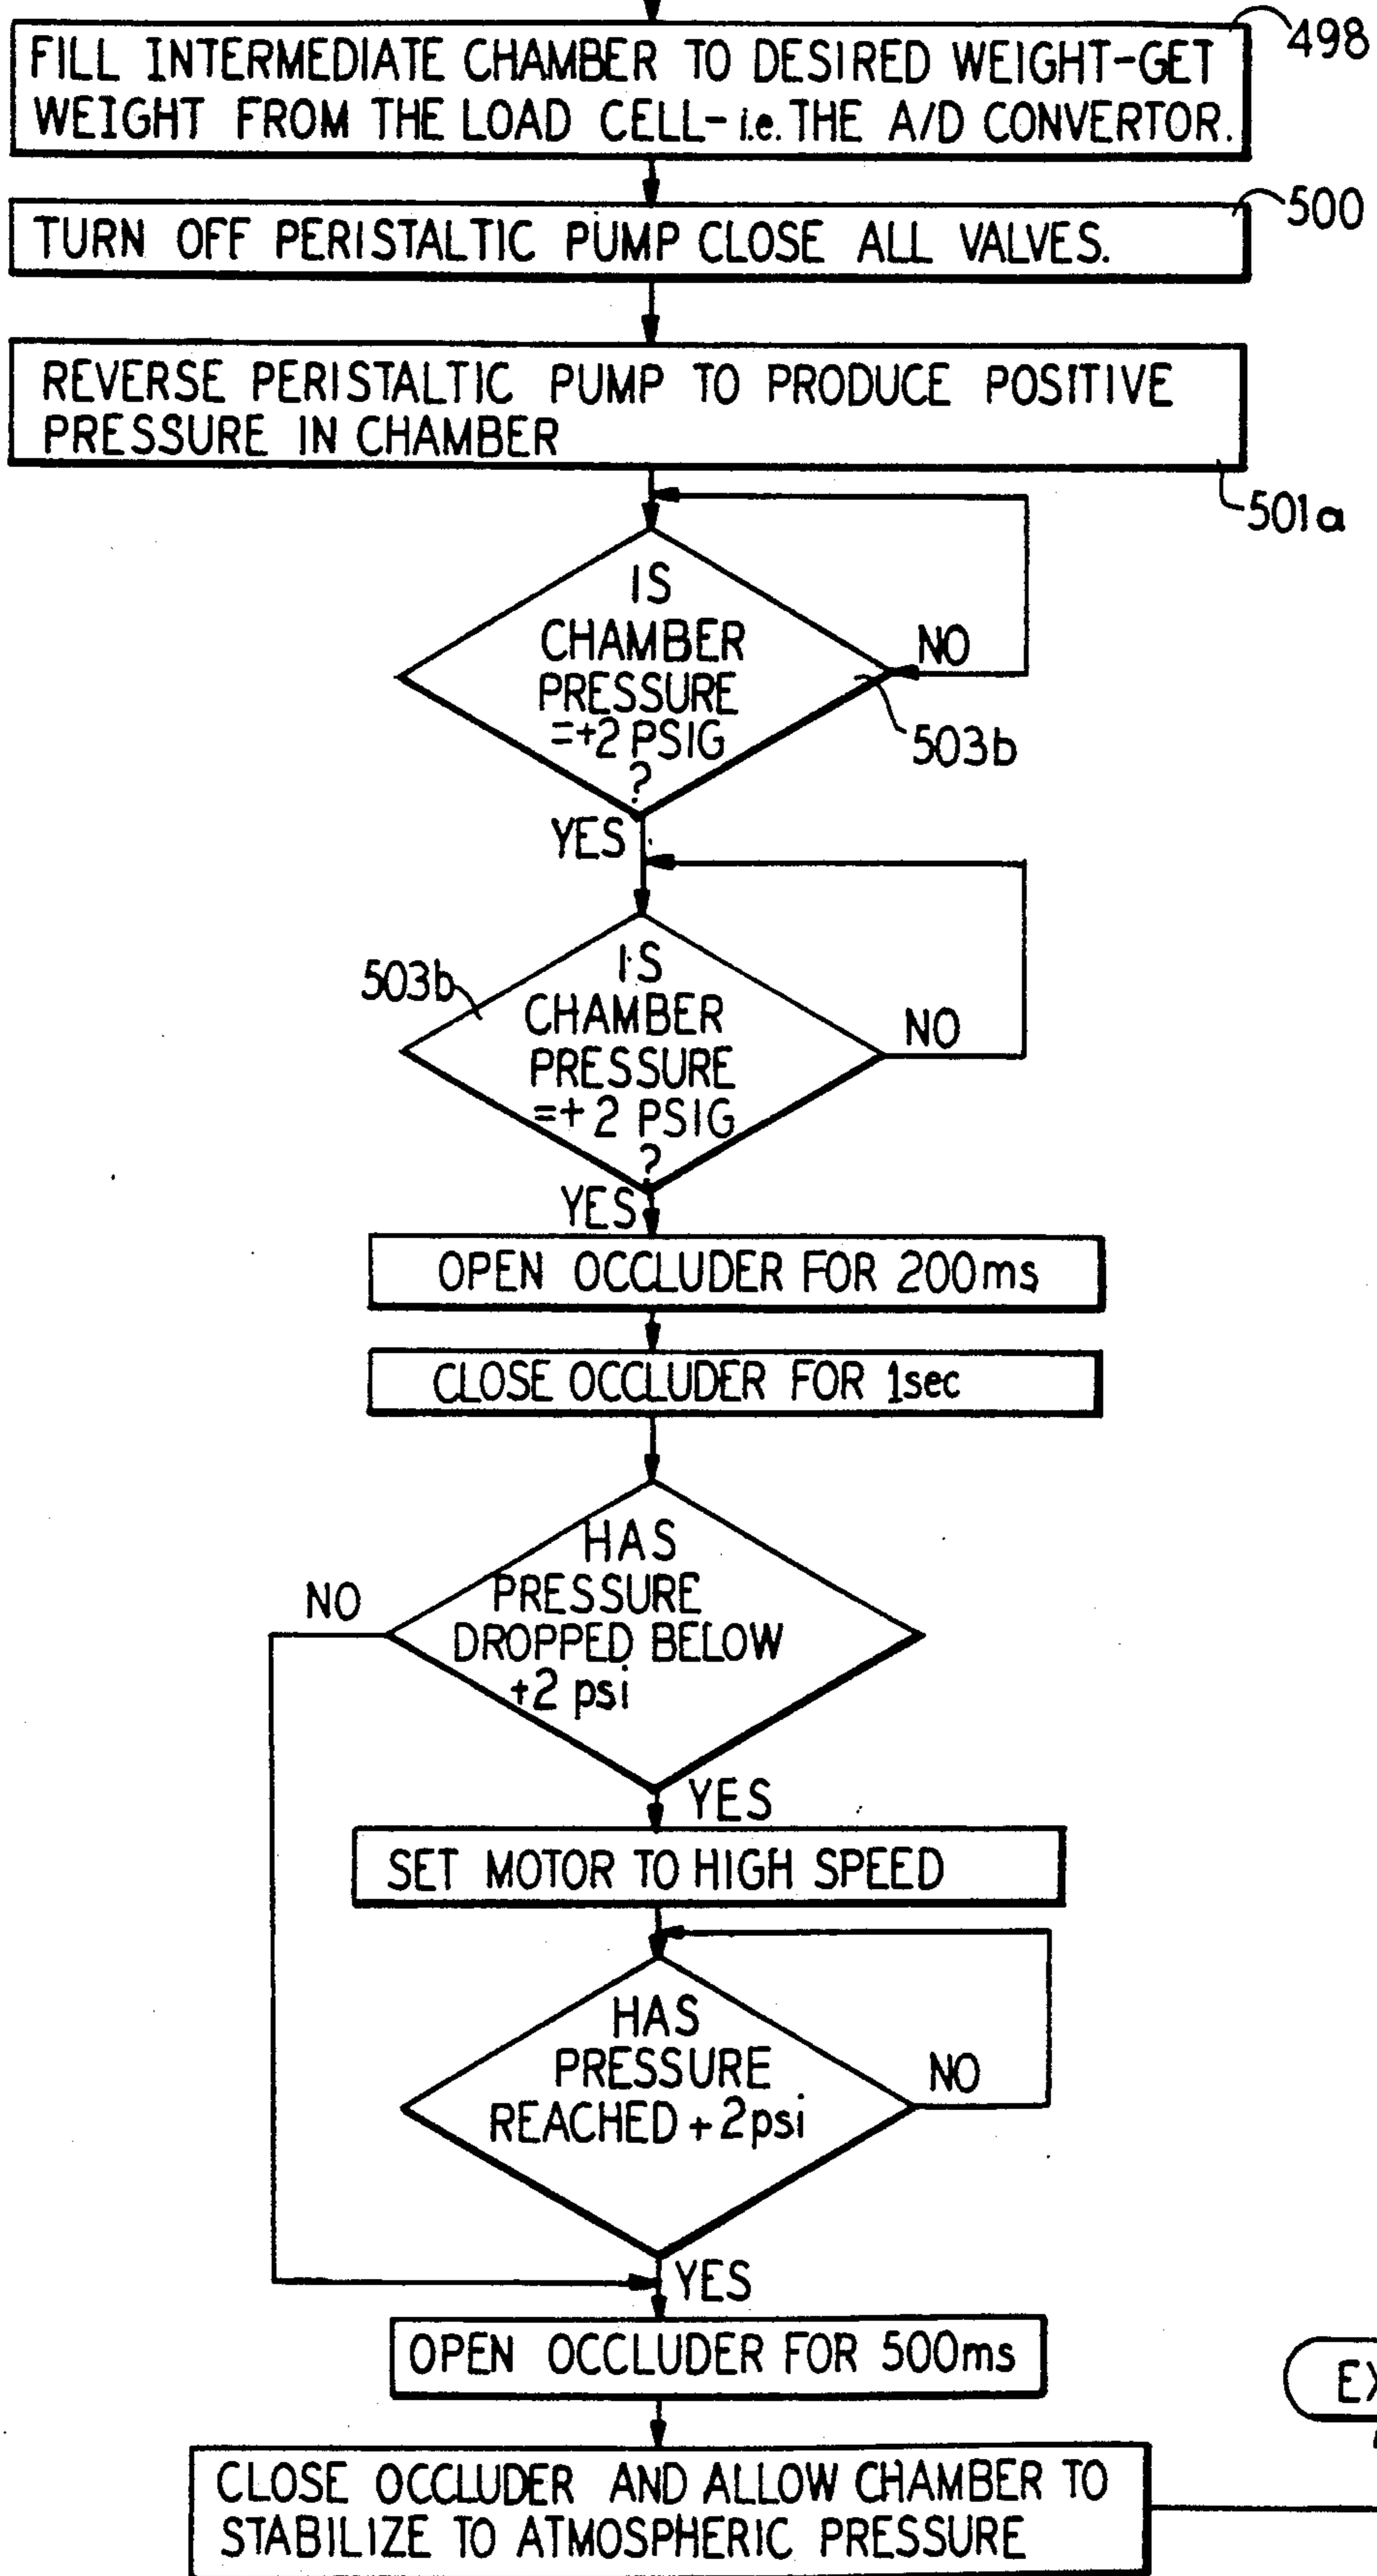 498
FILL INTERMEDIATE CHAMBER TO DESIRED WEIGHT-GET
WEIGHT FROM THE LOAD CELL- i.e. THE A/D CONVERTOR.
500
TURN OFF PERISTALTIC PUMP CLOSE ALL VALVES.
REVERSE PERISTALTIC PUMP TO PRODUCE POSITIVE
PRESSURE IN CHAMBER
501a
IS
CHAMBER
PRESSURE
=+2 PSIG
?
NO
503b
YES
503b
IS
CHAMBER
PRESSURE
=+ 2 PSIG
?
NO
YES
OPEN OCCLUDER FOR 200ms
CLOSE OCCLUDER FOR 1sec
HAS
PRESSURE
DROPPED BELOW
+2 psi
NO
YES
SET MOTOR TO HIGH SPEED
HAS
PRESSURE
REACHED +2psi
NO
YES
OPEN OCCLUDER FOR 500ms
CLOSE OCCLUDER AND ALLOW CHAMBER TO
STABILIZE TO ATMOSPHERIC PRESSURE